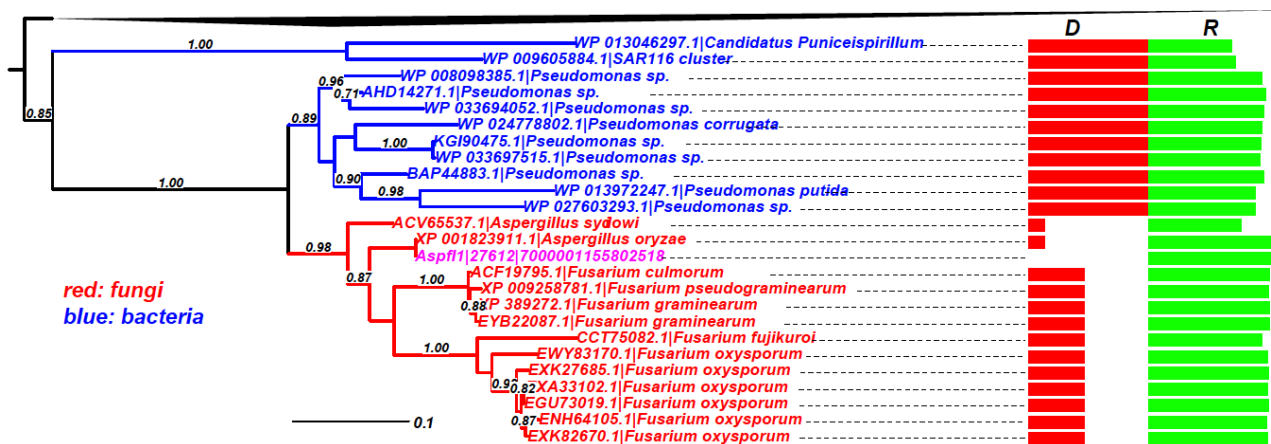 D R
1.00
WP 013046297.1|Candidatus Puniceispirillum
WP 009605884.1|SAR116 cluster
0.96
WP 008098385.1|Pseudomonas sp.
0.71
AHD14271.1|Pseudomonas sp.
0.85
WP 033694052.1|Pseudomonas sp.
0.89
WP 024778802.1|Pseudomonas corrugata
1.00
KGI90475.1|Pseudomonas sp.
WP 033697515.1|Pseudomonas sp.
0.90
BAP44883.1|Pseudomonas sp.
1.00
0.98
WP 013972247.1|Pseudomonas putida
WP 027603293.1|Pseudomonas sp.
ACV65537.1|Aspergillus sydowi
0.98
XP 001823911.1|Aspergillus oryzae
Aspfl1|27612|7000001155802518
0.87
1.00
ACF19795.1|Fusarium culmorum
XP 009258781.1|Fusarium pseudograminearum
red: fungi
0.88
XP 389272.1|Fusarium graminearum
blue: bacteria
EYB22087.1|Fusarium graminearum
CCT75082.1|Fusarium fujikuroi
1.00
EWY83170.1|Fusarium oxysporum
EXK27685.1|Fusarium oxysporum
0.82
EXA33102.1|Fusarium oxysporum
EGU73019.1|Fusarium oxysporum
0.1
0.87
ENH64105.1|Fusarium oxysporum
EXK82670.1|Fusarium oxysporum